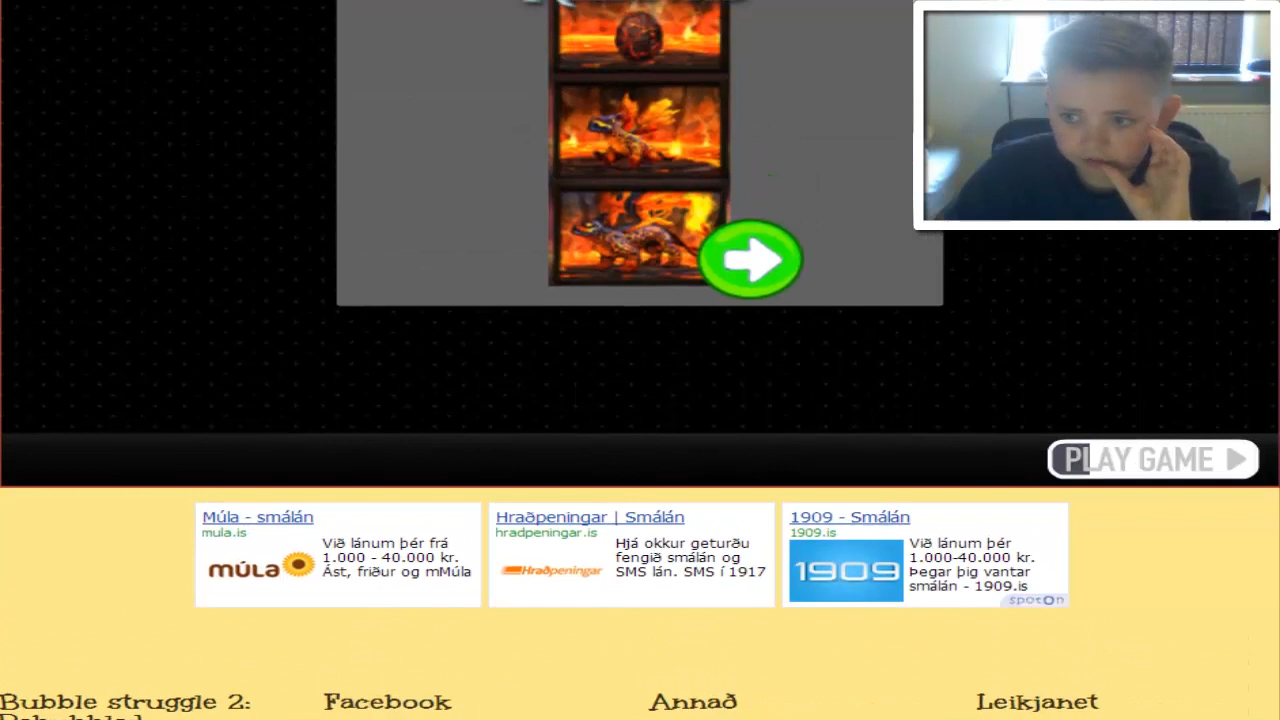 PLAY GAME
Múla - smálán
mula.is
múla
Við lánum þér frá
1.000 - 40.000 kr.
Ást, friður og mMúla
Hraðpeningar | Smálán
hradpeningar.is
Hraðpeningar
Hjá okkur geturðu
fengið smálán og
SMS lán. SMS í 1917
1909 - Smálán
1909.is
1909
Við lánum þér
1.000-40.000 kr.
Þegar þig vantar
smálán - 1909.is
spoton
Bubble struggle 2:
Facebook
Annað
Leikjanet